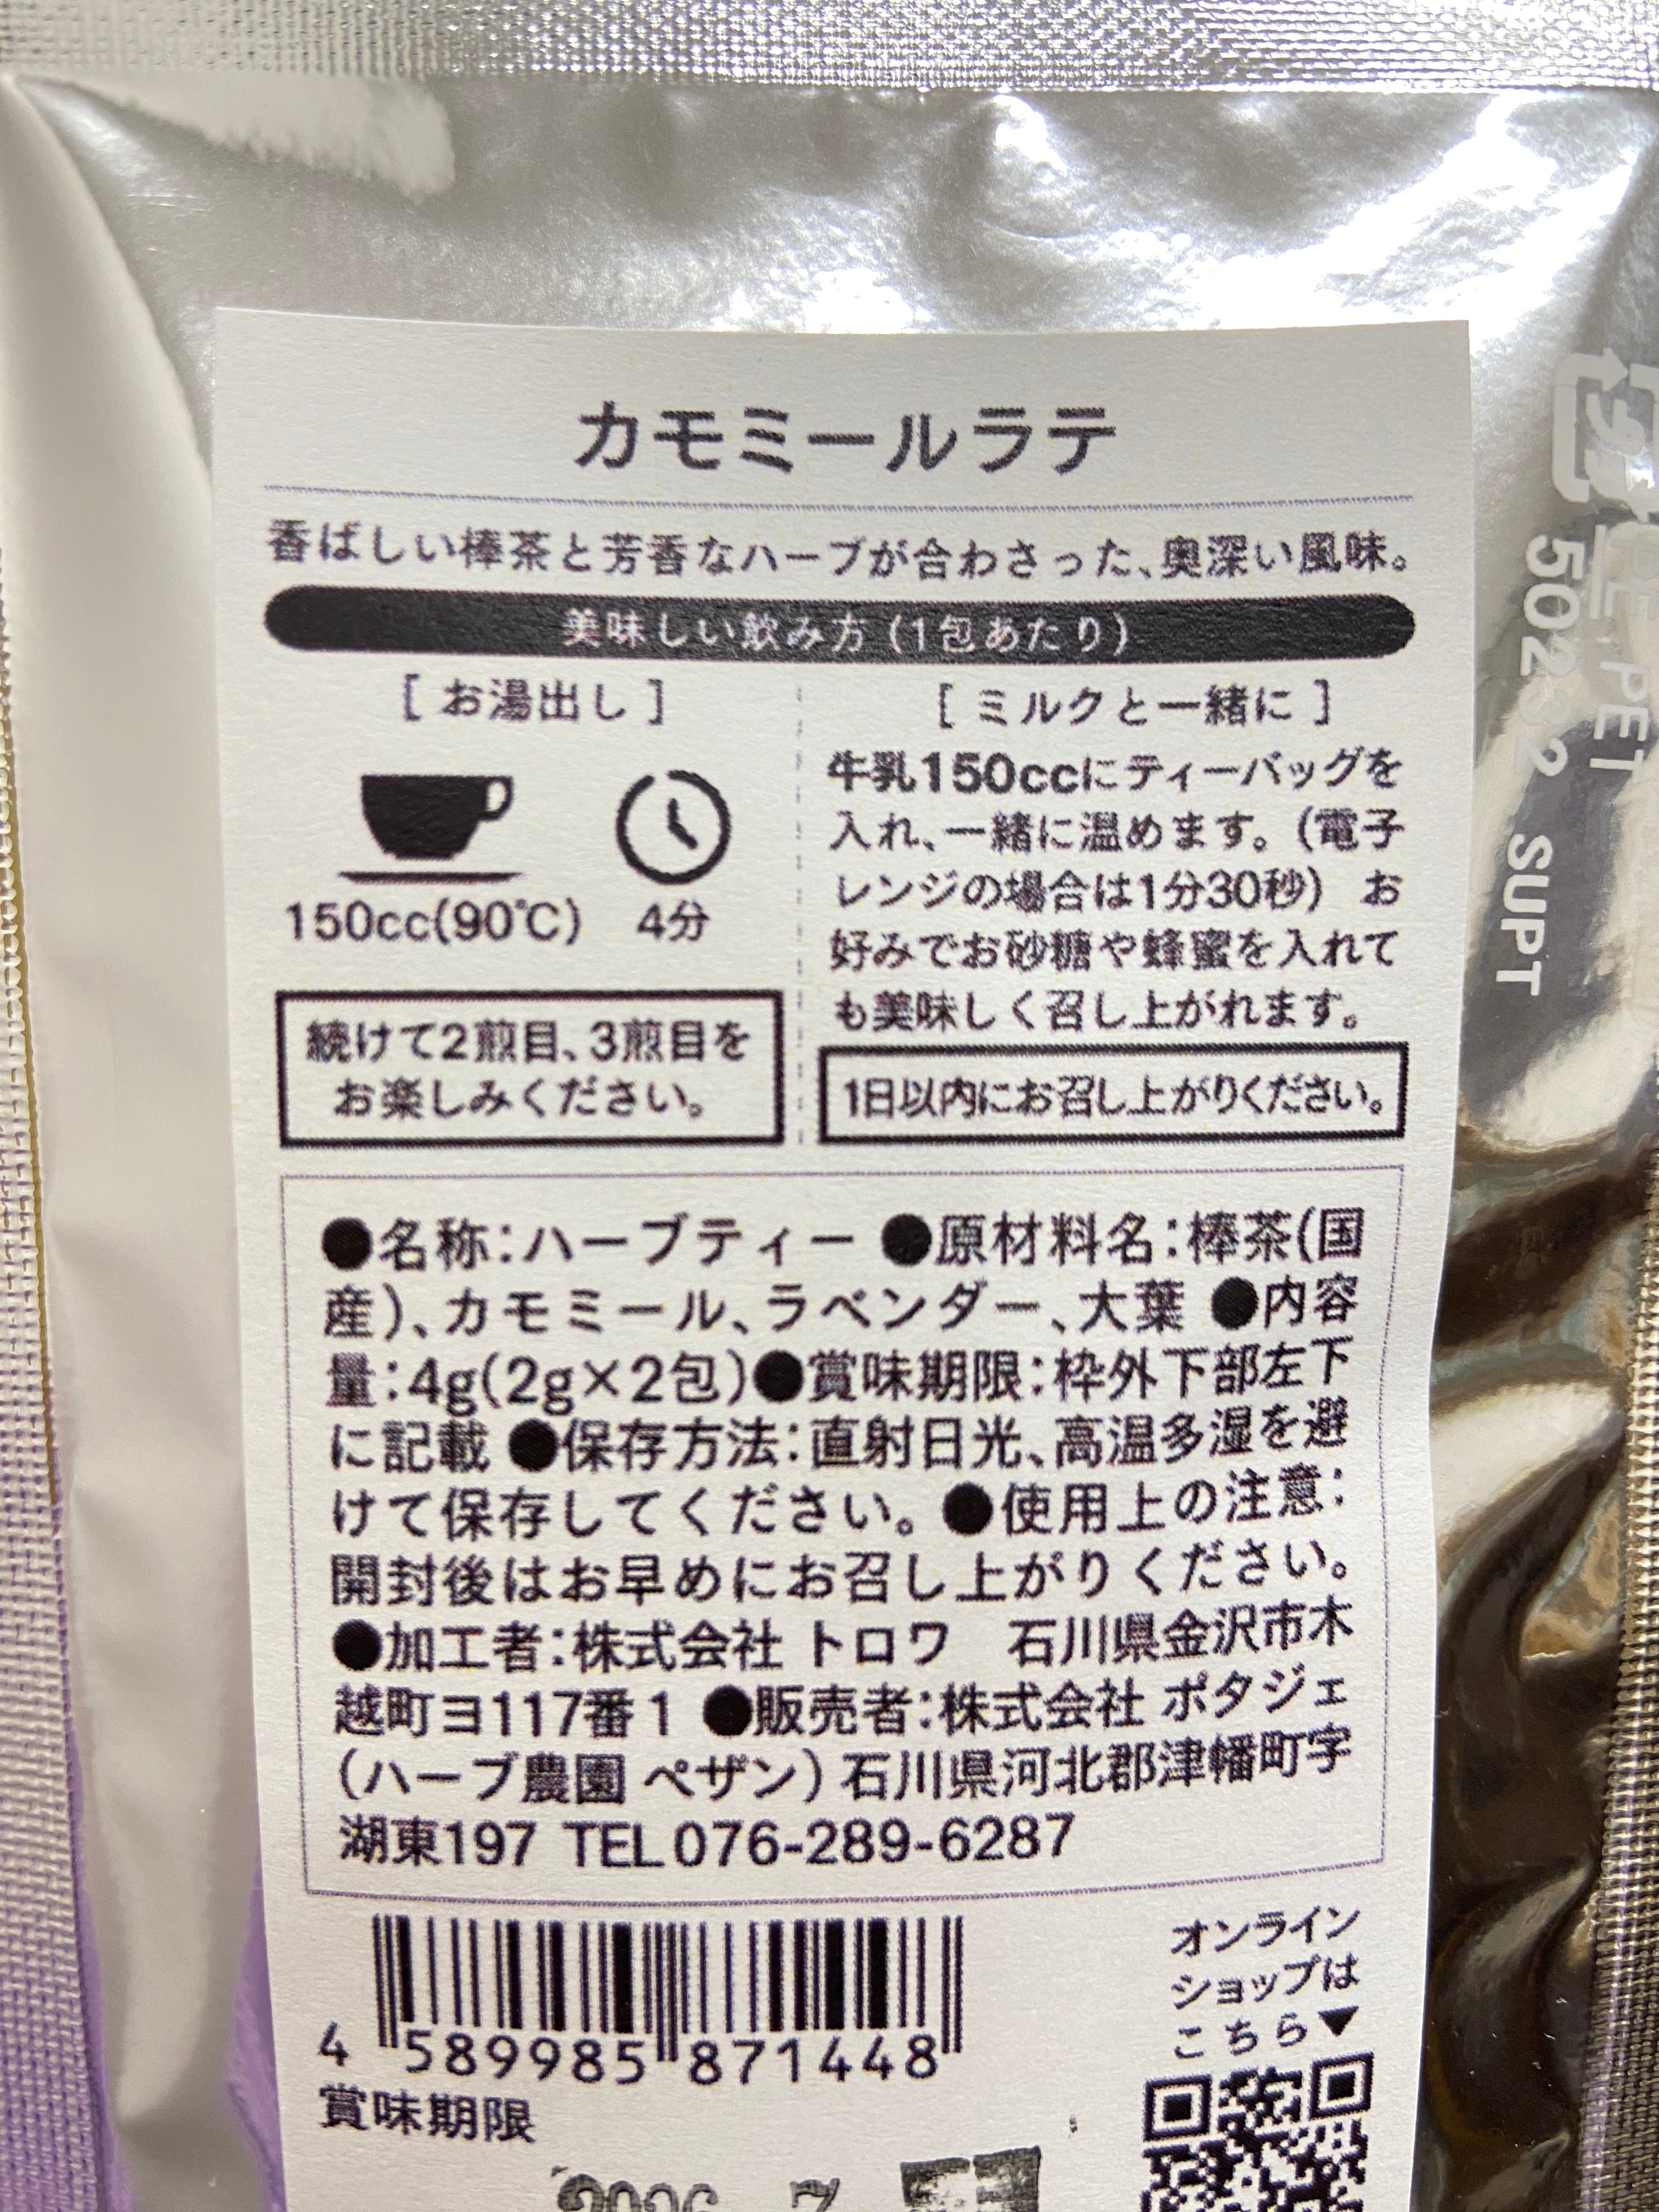 カモミールラテ
香ばしい棒茶と芳香なハーブが合わさった、奥深い風味。
美味しい飲み方(1包あたり)
[ お湯出し ]
150cc(90℃) 4分
続けて2煎目、3煎目を
お楽しみください。
[ ミルクと一緒に ]
牛乳150ccにティーバッグを
入れ、一緒に温めます。(電子
レンジの場合は1分30秒) お
好みでお砂糖や蜂蜜を入れて
も美味しく召し上がれます。
1日以内にお召し上がりください。
●名称:ハーブティー ●原材料名:棒茶(国
産)、カモミール、ラベンダー、大葉 ●内容
量:4g(2g×2包)●賞味期限:枠外下部左下
に記載 ●保存方法:直射日光、高温多湿を避
けて保存してください。●使用上の注意:
開封後はお早めにお召し上がりください。
●加工者:株式会社 トロワ 石川県金沢市木
越町ヨ117番1 ●販売者:株式会社 ポタジェ
(ハーブ農園 ペザン) 石川県河北郡津幡町字
湖東197 TEL076-289-6287
4 589985 871448
賞味期限
オンライン
ショップは
こちら▼
PET
SUPT